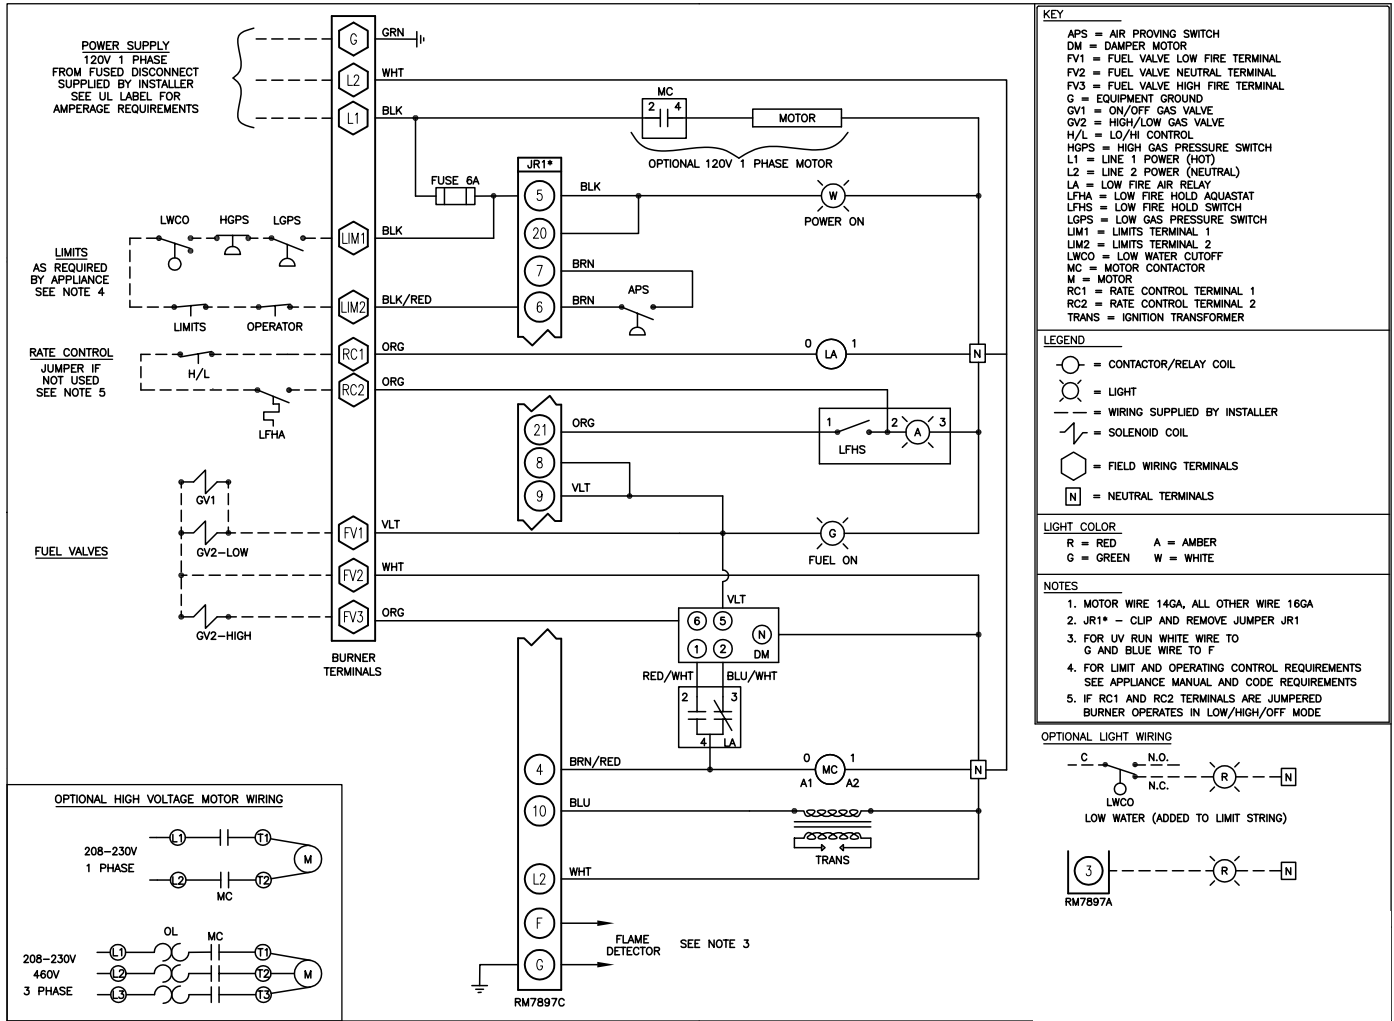 POWER SUPPLY
120V 1 PHASE
FROM FUSED DISCONNECT
SUPPLIED BY INSTALLER
SEE UL LABEL FOR
AMPERAGE REQUIREMENTS
G
GRN
L2
WHT
L1
BLK
MC
2 4
MOTOR
OPTIONAL 120V 1 PHASE MOTOR
JR1*
FUSE 6A
5
BLK
W
POWER ON
20
LWCO
HGPS
LGPS
LIM1
BLK
LIMITS
AS REQUIRED
BY APPLIANCE
SEE NOTE 4
7
BRN
APS
LIM2
BLK/RED
6
BRN
LIMITS
OPERATOR
RATE CONTROL
JUMPER IF
NOT USED
SEE NOTE 5
H/L
RC1
ORG
0
LA
1
N
RC2
ORG
LFHA
21
ORG
1
LFHS
2
A
3
8
9
VLT
GV1
GV2-LOW
FUEL VALVES
FV1
VLT
G
FUEL ON
FV2
WHT
GV2-HIGH
FV3
ORG
BURNER
TERMINALS
VLT
6 5
N
1 2
DM
RED/WHT
BLU/WHT
2 3
4 LA
4
BRN/RED
0
MC
1
A1 A2
N
10
BLU
TRANS
L2
WHT
F
FLAME
DETECTOR
SEE NOTE 3
G
RM7897C
OPTIONAL HIGH VOLTAGE MOTOR WIRING
208-230V
1 PHASE
L1
T1
M
L2
T2
MC
208-230V
460V
3 PHASE
OL
MC
L1
T1
L2
T2
M
L3
T3
KEY
APS = AIR PROVING SWITCH
DM = DAMPER MOTOR
FV1 = FUEL VALVE LOW FIRE TERMINAL
FV2 = FUEL VALVE NEUTRAL TERMINAL
FV3 = FUEL VALVE HIGH FIRE TERMINAL
G = EQUIPMENT GROUND
GV1 = ON/OFF GAS VALVE
GV2 = HIGH/LOW GAS VALVE
H/L = LO/HI CONTROL
HGPS = HIGH GAS PRESSURE SWITCH
L1 = LINE 1 POWER (HOT)
L2 = LINE 2 POWER (NEUTRAL)
LA = LOW FIRE AIR RELAY
LFHA = LOW FIRE HOLD AQUASTAT
LFHS = LOW FIRE HOLD SWITCH
LGPS = LOW GAS PRESSURE SWITCH
LIM1 = LIMITS TERMINAL 1
LIM2 = LIMITS TERMINAL 2
LWCO = LOW WATER CUTOFF
MC = MOTOR CONTACTOR
M = MOTOR
RC1 = RATE CONTROL TERMINAL 1
RC2 = RATE CONTROL TERMINAL 2
TRANS = IGNITION TRANSFORMER
LEGEND
= CONTACTOR/RELAY COIL
= LIGHT
= WIRING SUPPLIED BY INSTALLER
= SOLENOID COIL
= FIELD WIRING TERMINALS
N = NEUTRAL TERMINALS
LIGHT COLOR
R = RED A = AMBER
G = GREEN W = WHITE
NOTES
1. MOTOR WIRE 14GA, ALL OTHER WIRE 16GA
2. JR1* - CLIP AND REMOVE JUMPER JR1
3. FOR UV RUN WHITE WIRE TO
G AND BLUE WIRE TO F
4. FOR LIMIT AND OPERATING CONTROL REQUIREMENTS
SEE APPLIANCE MANUAL AND CODE REQUIREMENTS
5. IF RC1 AND RC2 TERMINALS ARE JUMPERED
BURNER OPERATES IN LOW/HIGH/OFF MODE
OPTIONAL LIGHT WIRING
C
N.O.
N.C.
R
N
LWCO
LOW WATER (ADDED TO LIMIT STRING)
3
R
N
RM7897A